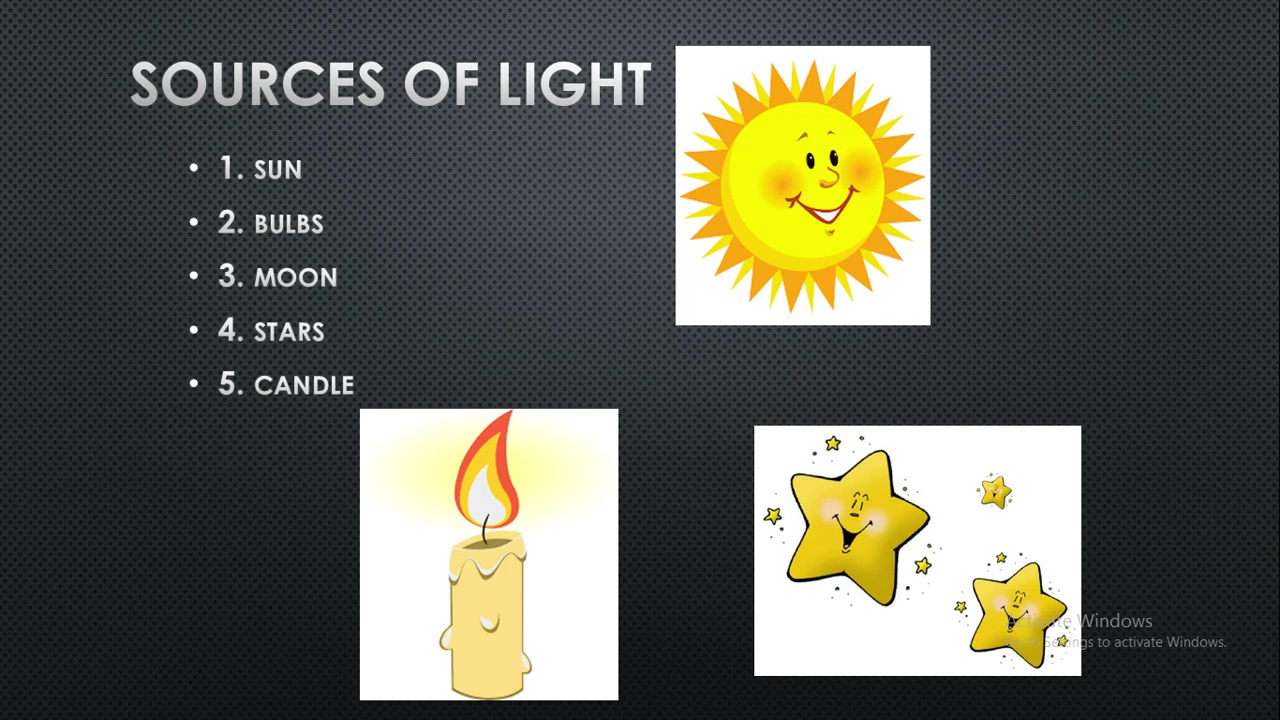 SOURCES OF LIGHT
• 1. SUN
• 2. BULBS
• 3. MOON
• 4. STARS
• 5. CANDLE
Windows
to activate Windows.